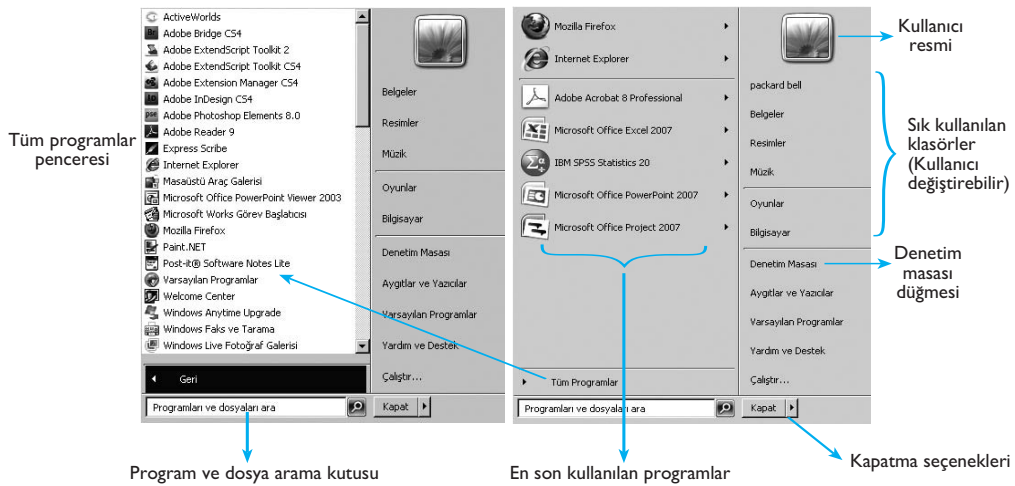 Tüm programlar
penceresi
ActiveWorlds
Adobe Bridge CS4
Adobe ExtendScript Toolkit 2
Adobe ExtendScript Toolkit CS4
Adobe Extension Manager CS4
Adobe InDesign CS4
Adobe Photoshop Elements 8.0
Adobe Reader 9
Express Scribe
Internet Explorer
Masaüstü Araç Galerisi
Microsoft Office PowerPoint Viewer 2003
Microsoft Works Görev Başlatıcısı
Mozilla Firefox
Paint.NET
Post-it® Software Notes Lite
Varsayılan Programlar
Welcome Center
Windows Anytime Upgrade
Windows Faks ve Tarama
Windows Live Fotoğraf Galerisi
Geri
Programları ve dosyaları ara
Belgeler
Resimler
Müzik
Oyunlar
Bilgisayar
Denetim Masası
Aygıtlar ve Yazıcılar
Varsayılan Programlar
Yardım ve Destek
Çalıştır...
Kapat
Program ve dosya arama kutusu
Mozilla Firefox
Internet Explorer
Adobe Acrobat 8 Professional
Microsoft Office Excel 2007
IBM SPSS Statistics 20
Microsoft Office PowerPoint 2007
Microsoft Office Project 2007
Tüm Programlar
Programları ve dosyaları ara
En son kullanılan programlar
packard bell
Belgeler
Resimler
Müzik
Oyunlar
Bilgisayar
Denetim Masası
Aygıtlar ve Yazıcılar
Varsayılan Programlar
Yardım ve Destek
Çalıştır...
Kapat
Kullanıcı
resmi
Sık kullanılan
klasörler
(Kullanıcı
değiştirebilir)
Denetim
masası
düğmesi
Kapatma seçenekleri